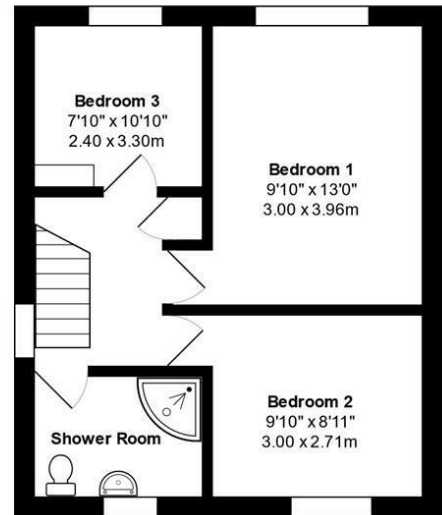 Bedroom 3
7'10" x 10'10"
2.40 x 3.30m
Bedroom 1
9'10" x 13'0"
3.00 x 3.96m
Bedroom 2
9'10" x 8'11"
3.00 x 2.71m
Shower Room